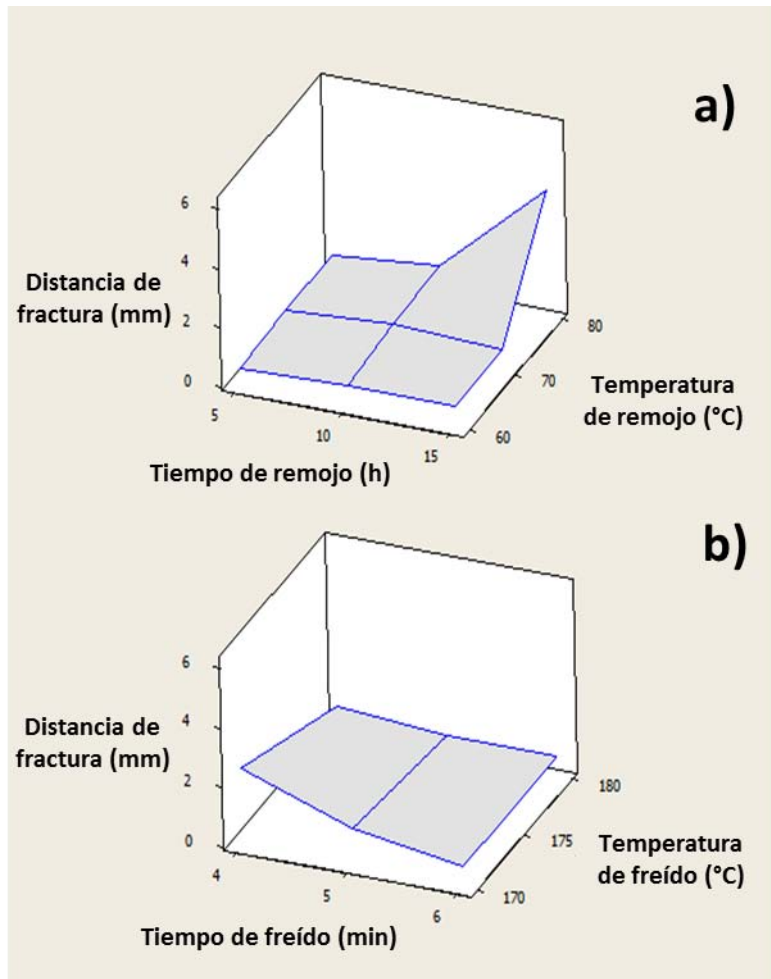 a)
6
4
2
0
Distancia de
fractura (mm)
5
10
15
Tiempo de remojo (h)
60
70
80
Temperatura
de remojo (°C)
b)
6
4
2
0
Distancia de
fractura (mm)
4
5
6
Tiempo de freído (min)
170
175
180
Temperatura
de freído (°C)